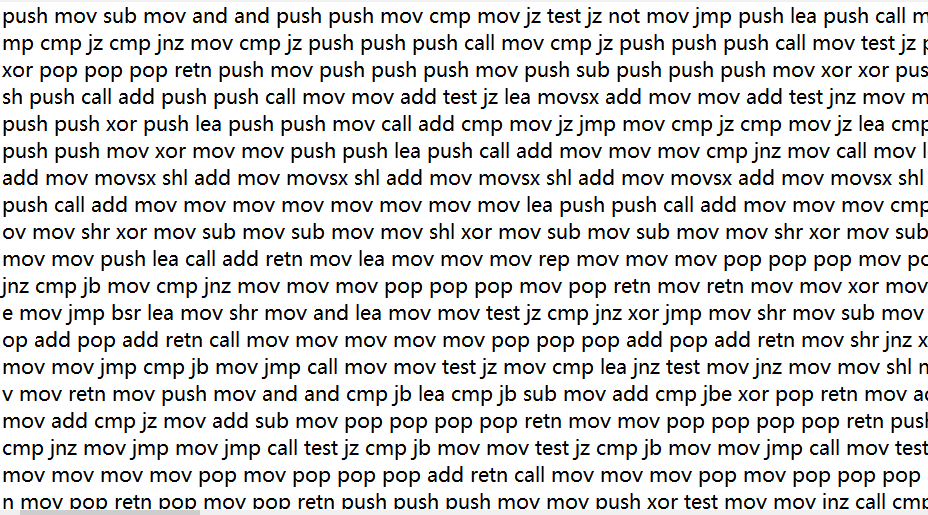 push mov sub mov and and push push mov cmp mov jz test jz not mov jmp push lea push call m
mp cmp jz cmp jnz mov cmp jz push push push call mov cmp jz push push push call mov test jz p
xor pop pop pop retn push mov push push push mov push sub push push push mov xor xor pus
sh push call add push push call mov mov add test jz lea movsx add mov mov add test jnz mov m
push push xor push lea push push mov call add cmp mov jz jmp mov cmp jz cmp mov jz lea cmp
push push mov xor mov mov push push lea push call add mov mov mov cmp jnz mov call mov l
add mov movsx shl add mov movsx shl add mov movsx shl add mov movsx add mov movsx shl
push call add mov mov mov mov mov mov mov mov lea push push call add mov mov mov cmp
ov mov shr xor mov sub mov sub mov mov shl xor mov sub mov sub mov mov shr xor mov sub
mov mov push lea call add retn mov lea mov mov mov rep mov mov mov pop pop pop mov po
jnz cmp jb mov cmp jnz mov mov mov pop pop pop mov pop retn mov retn mov mov xor mov
e mov jmp bsr lea mov shr mov and lea mov mov test jz cmp jnz xor jmp mov shr mov sub mov
op add pop add retn call mov mov mov mov mov pop pop pop add pop add retn mov shr jnz x
mov mov jmp cmp jb mov jmp call mov mov test jz mov cmp lea jnz test mov jnz mov mov shl
v mov retn mov push mov and and cmp jb lea cmp jb sub mov add cmp jbe xor pop retn mov a
mov add cmp jz mov add sub mov pop pop pop pop retn mov mov pop pop pop pop retn push
cmp jnz mov jmp mov jmp call test jz cmp jb mov mov test jz cmp jb mov mov jmp call mov test
mov mov mov mov pop mov pop pop pop add retn call mov mov mov pop mov pop pop pop
n mov pop retn pop mov pop retn push push push mov mov push xor test mov mov jnz call cmp